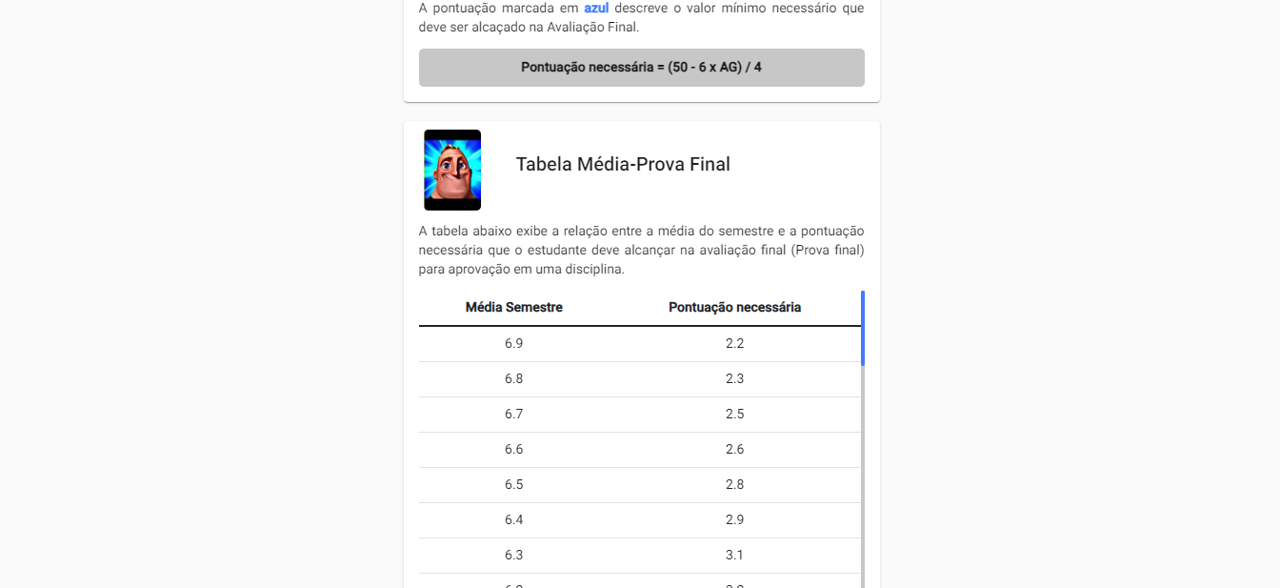 A pontuação marcada em azul descreve o valor mínimo necessário que
deve ser alcaçado na Avaliação Final.
Pontuação necessária = (50 - 6 x AG) / 4
Tabela Média-Prova Final
A tabela abaixo exibe a relação entre a média do semestre e a pontuação
necessária que o estudante deve alcançar na avaliação final (Prova final)
para aprovação em uma disciplina.
Média Semestre Pontuação necessária
6.9 2.2
6.8 2.3
6.7 2.5
6.6 2.6
6.5 2.8
6.4 2.9
6.3 3.1